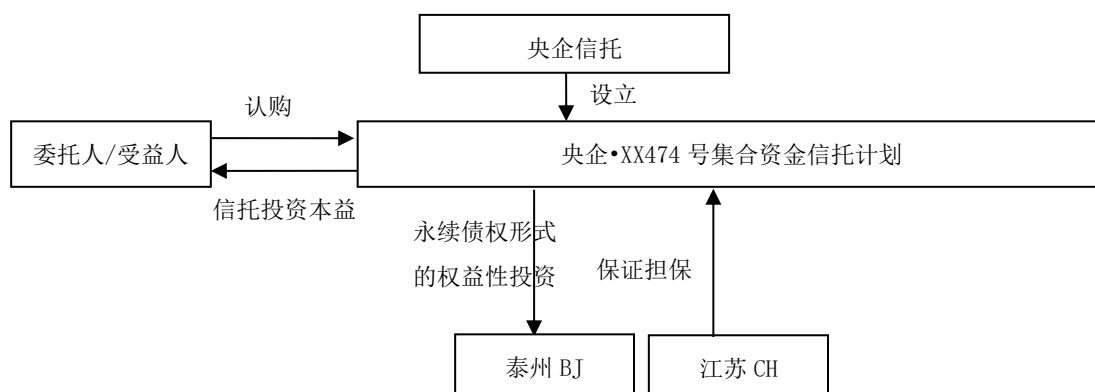 央企信托
设立
认购
委托人/受益人
央企•XX474 号集合资金信托计划
信托投资本益
永续债权形式
的权益性投资
保证担保
泰州 BJ
江苏 CH